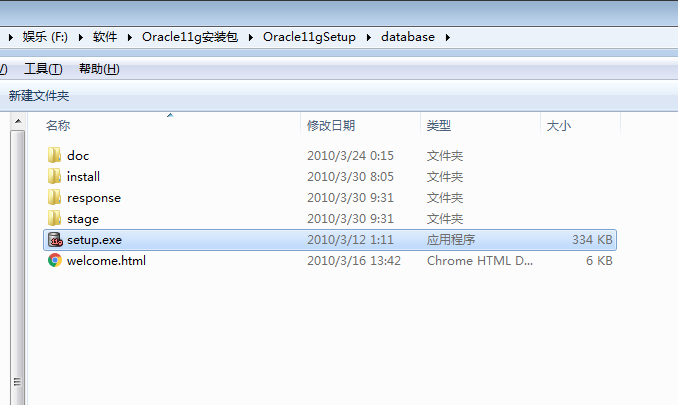 娱乐 (F:) 软件 Oracle11g安装包 Oracle11gSetup database
V) 工具(T) 帮助(H)
新建文件夹
名称 修改日期 类型 大小
doc 2010/3/24 0:15 文件夹
install 2010/3/30 8:05 文件夹
response 2010/3/30 9:31 文件夹
stage 2010/3/30 9:31 文件夹
setup.exe 2010/3/12 1:11 应用程序 334 KB
welcome.html 2010/3/16 13:42 Chrome HTML D... 6 KB